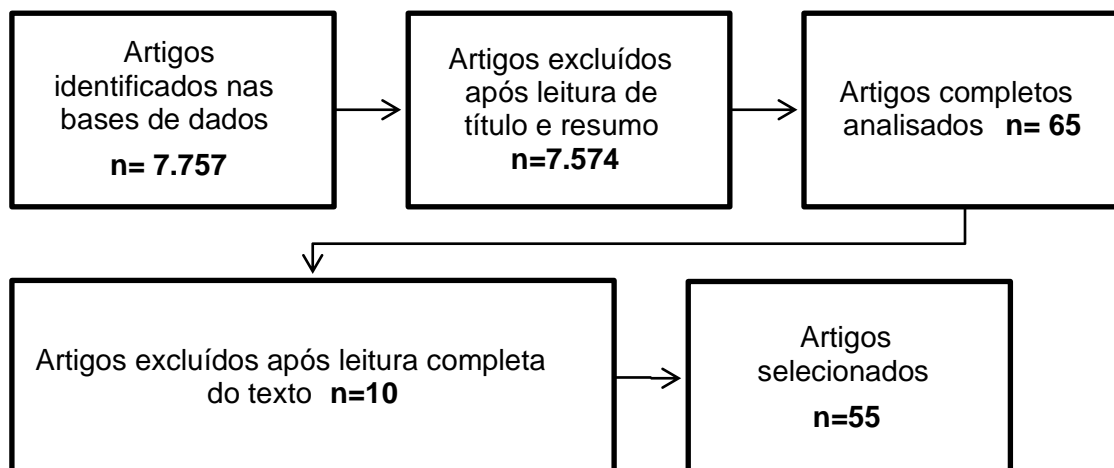 Artigos
identificados nas
bases de dados
n= 7.757
Artigos excluídos
após leitura de
título e resumo
n=7.574
Artigos completos
analisados n= 65
Artigos excluídos após leitura completa
do texto n=10
Artigos
selecionados
n=55